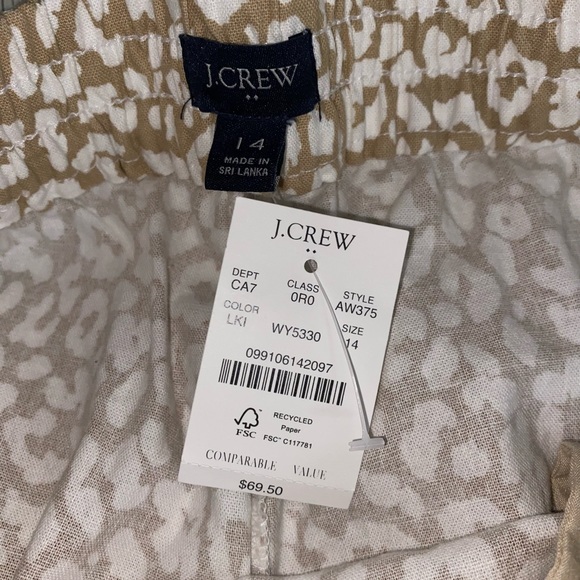 J.CREW
14
MADE IN
SRI LANKA
J.CREW
DEPT CLASS STYLE
CA7 0R0 AW375
COLOR WY5330 SIZE
LKI 14
099106142097
FSC
RECYCLED
Paper
FSC™ C117781
COMPARABLE VALUE
$69.50